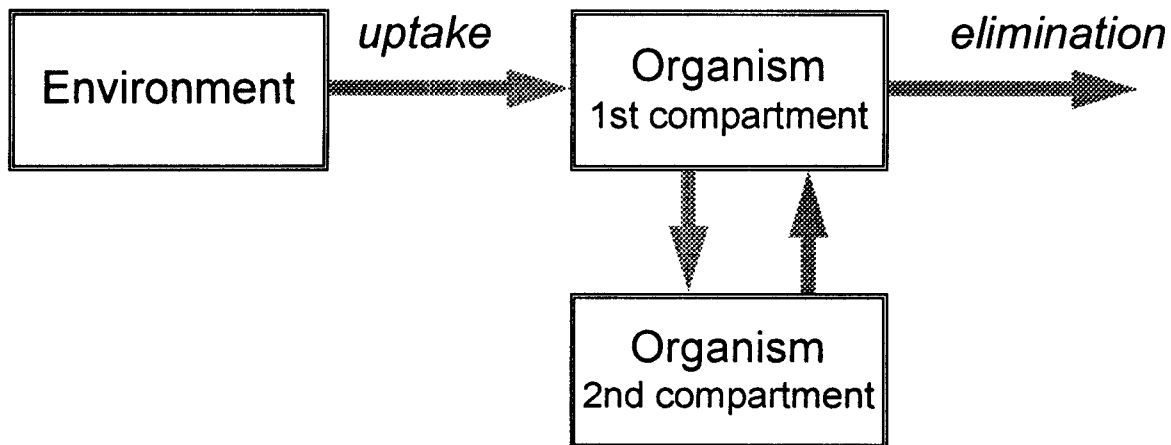 uptake
elimination
Environment
Organism
1st compartment
Organism
2nd compartment